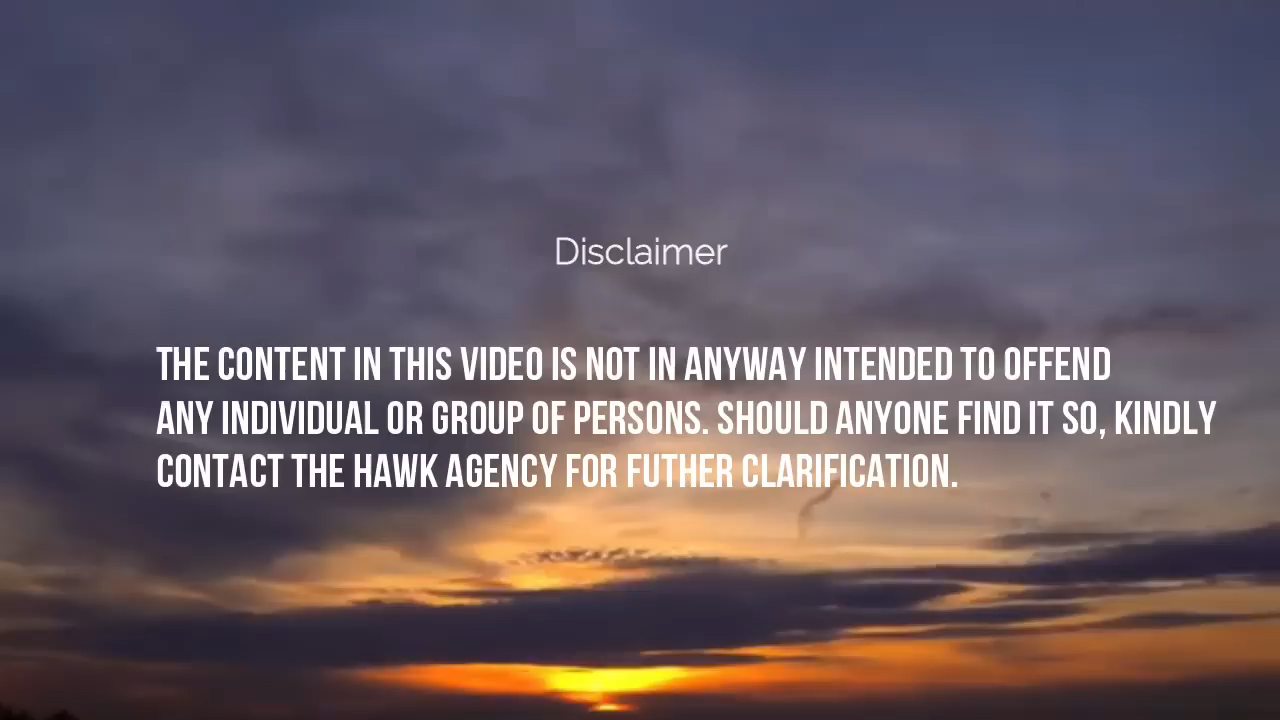 Disclaimer
THE CONTENT IN THIS VIDEO IS NOT IN ANYWAY INTENDED TO OFFEND
ANY INDIVIDUAL OR GROUP OF PERSONS. SHOULD ANYONE FIND IT SO, KINDLY
CONTACT THE HAWK AGENCY FOR FUTHER CLARIFICATION.